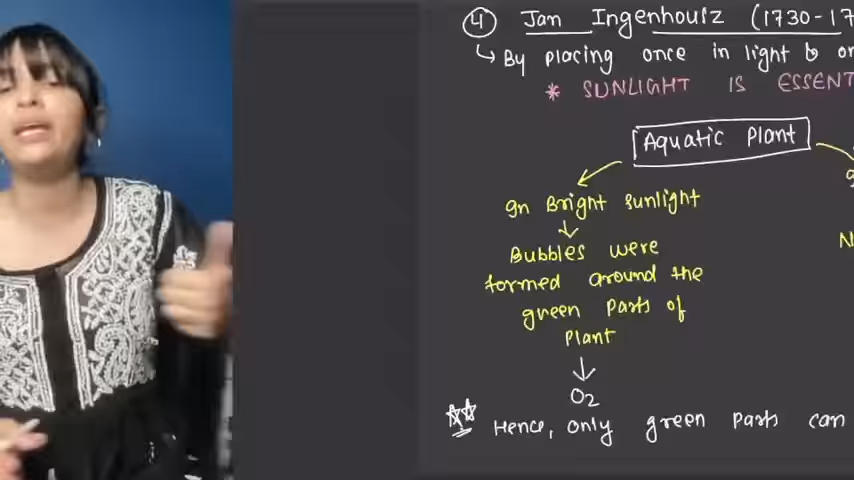 ④ Jan Ingenhousz (1730-17
↳ By placing once in light & on
* SUNLIGHT IS ESSENT
Aquatic Plant
In Bright sunlight
↓
Bubbles were
formed around the
green Parts of
Plant
↓
O2
Hence, only green parts can